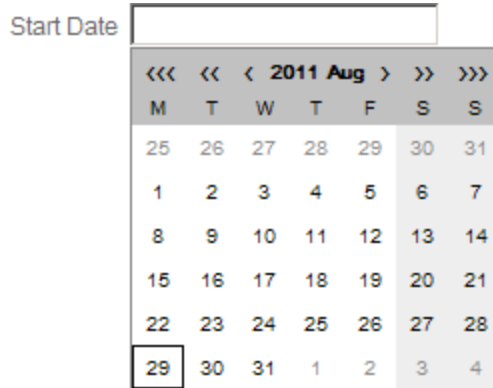 Start Date
‹‹‹ ‹‹ ‹ 2011 Aug › ›› ›››
M T W T F S S
25 26 27 28 29 30 31
1 2 3 4 5 6 7
8 9 10 11 12 13 14
15 16 17 18 19 20 21
22 23 24 25 26 27 28
29 30 31 1 2 3 4